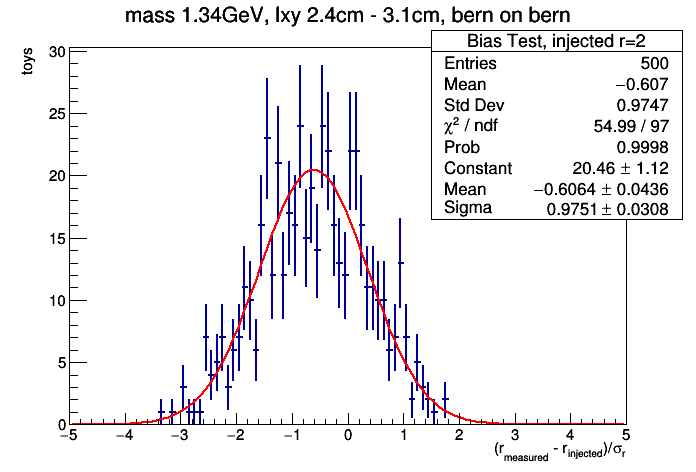 mass 1.34GeV, lxy 2.4cm - 3.1cm, bern on bern
Bias Test, injected r=2
Entries 500
Mean −0.607
Std Dev 0.9747
χ² / ndf 54.99 / 97
Prob 0.9998
Constant 20.46 ± 1.12
Mean −0.6064 ± 0.0436
Sigma 0.9751 ± 0.0308
toys
30
25
20
15
10
5
0
−5 −4 −3 −2 −1 0 1 2 3 4 5
(r_measured - r_injected)/σ_r